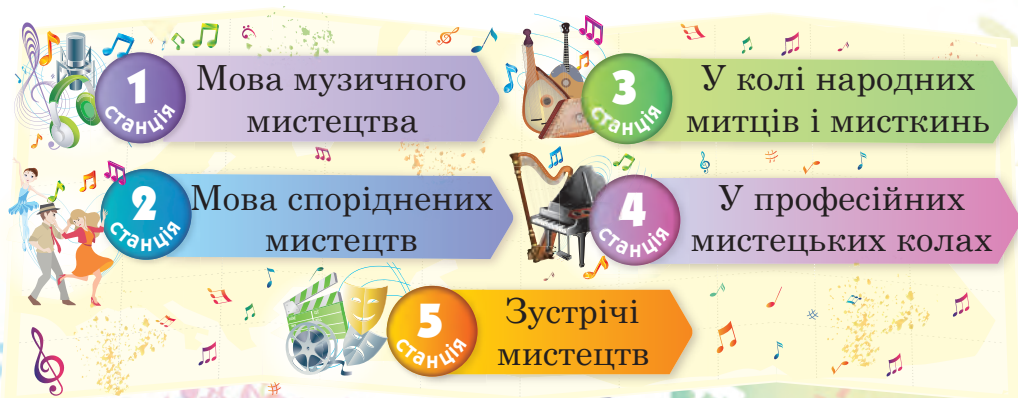 1
станція
Мова музичного
мистецтва
2
станція
Мова споріднених
мистецтв
3
станція
У колі народних
митців і мисткинь
4
станція
У професійних
мистецьких колах
5
станція
Зустрічі
мистецтв